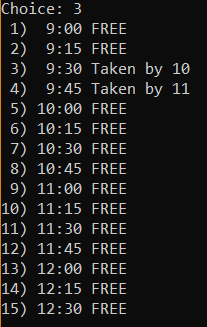 Choice: 3
1) 9:00 FREE
2) 9:15 FREE
3) 9:30 Taken by 10
4) 9:45 Taken by 11
5) 10:00 FREE
6) 10:15 FREE
7) 10:30 FREE
8) 10:45 FREE
9) 11:00 FREE
10) 11:15 FREE
11) 11:30 FREE
12) 11:45 FREE
13) 12:00 FREE
14) 12:15 FREE
15) 12:30 FREE